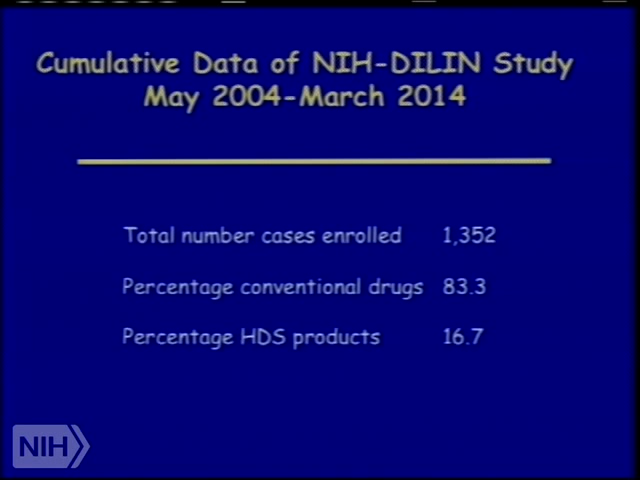 Cumulative Data of NIH-DILIN Study
May 2004-March 2014
Total number cases enrolled 1,352
Percentage conventional drugs 83.3
Percentage HDS products 16.7
NIH